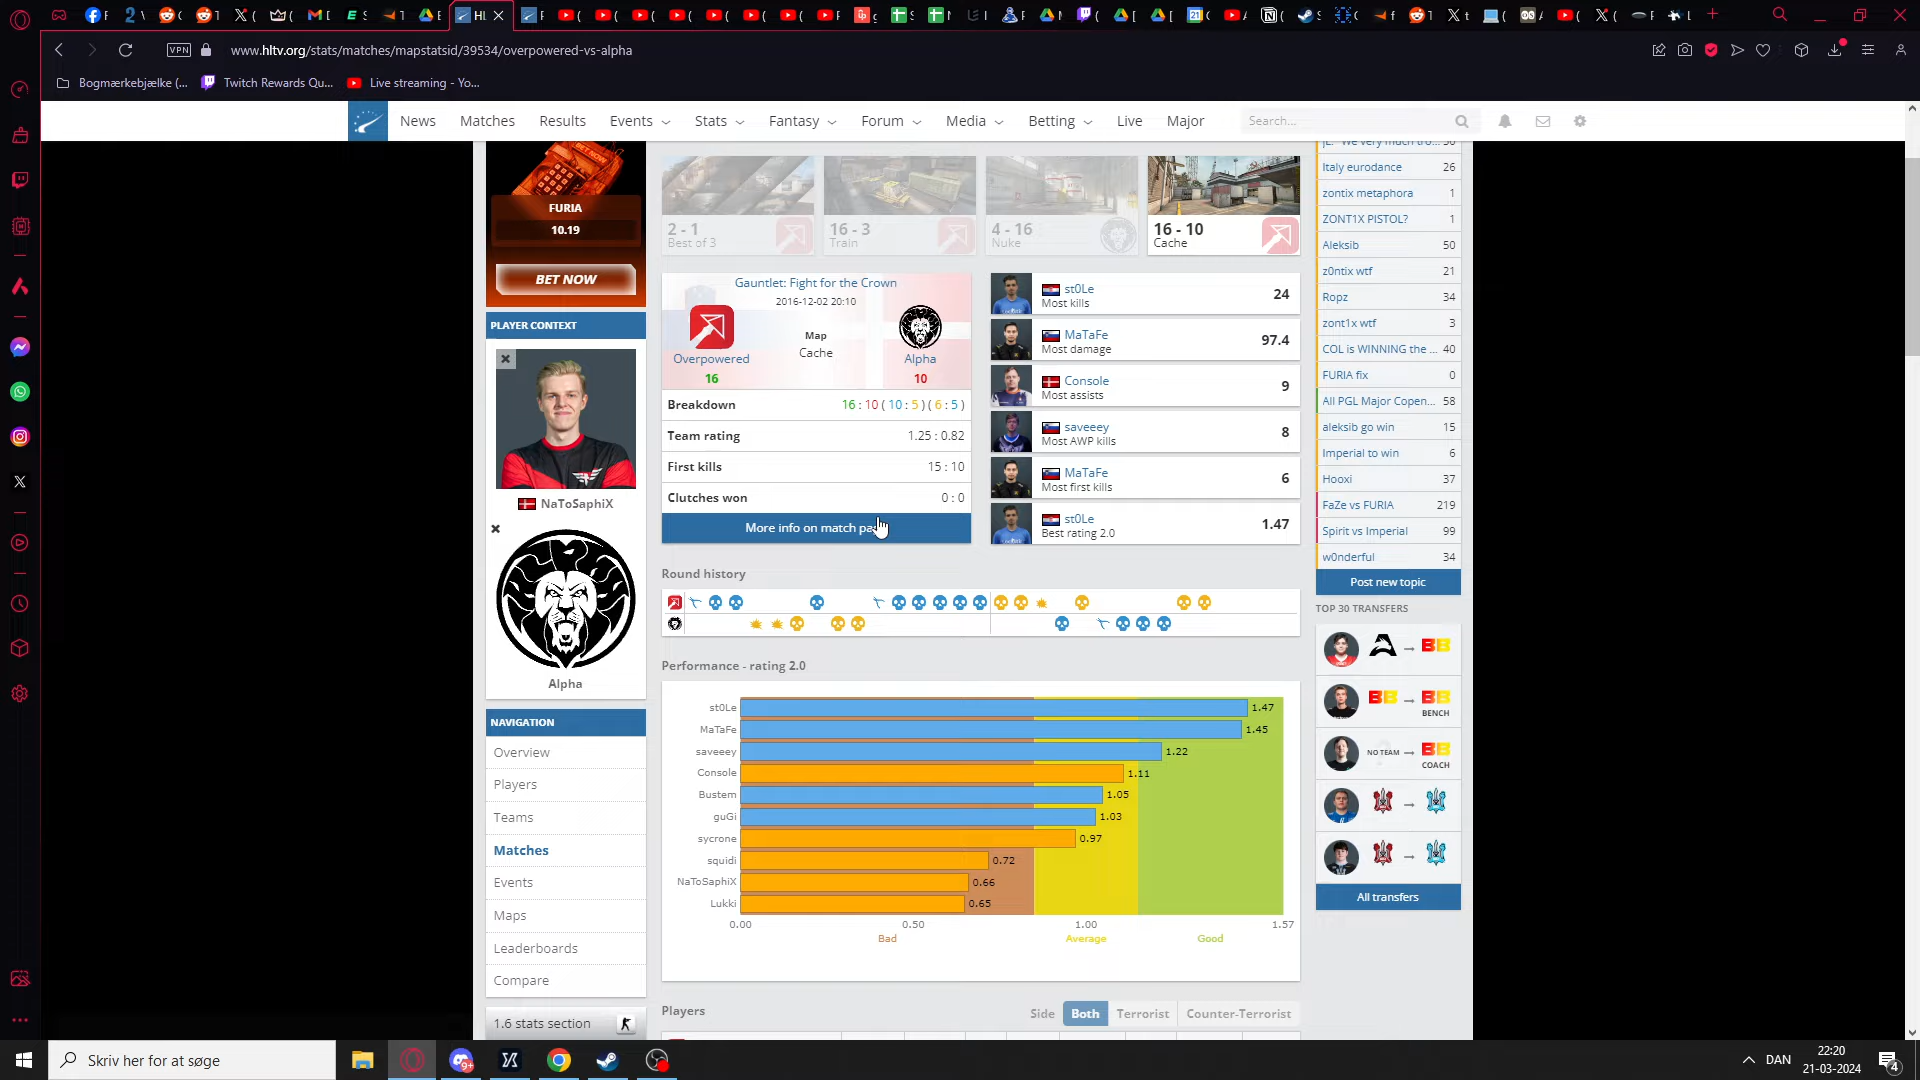 VPN
www.hltv.org/stats/matches/mapstatsid/39534/overpowered-vs-alpha
Bogmærkebjælke (...
Twitch Rewards Qu...
Live streaming - Yo...
News
Matches
Results
Events
Stats
Fantasy
Forum
Media
Betting
Live
Major
Search...
BET NOW
FURIA
10.19
BET NOW
PLAYER CONTEXT
NaToSaphiX
Alpha
NAVIGATION
Overview
Players
Teams
Matches
Events
Maps
Leaderboards
Compare
1.6 stats section
2 - 1
Best of 3
16 - 3
Train
4 - 16
Nuke
16 - 10
Cache
Gauntlet: Fight for the Crown
2016-12-02 20:10
Map
Cache
Overpowered
16
Alpha
10
Breakdown 16 : 10 ( 10 : 5 ) ( 6 : 5 )
Team rating 1.25 : 0.82
First kills 15 : 10
Clutches won 0 : 0
More info on match pa
st0Le
Most kills
24
MaTaFe
Most damage
97.4
Console
Most assists
9
saveeey
Most AWP kills
8
MaTaFe
Most first kills
6
st0Le
Best rating 2.0
1.47
Round history
Performance - rating 2.0
st0Le 1.47
MaTaFe 1.45
saveeey 1.22
Console 1.11
Bustem 1.05
guGi 1.03
sycrone 0.97
squidi 0.72
NaToSaphiX 0.66
Lukki 0.65
0.00 0.50 1.00 1.57
Bad Average Good
Players
Side Both Terrorist Counter-Terrorist
Italy eurodance 26
zontix metaphora 1
ZONT1X PISTOL? 1
Aleksib 50
z0ntix wtf 21
Ropz 34
zont1x wtf 3
COL is WINNING the ... 40
FURIA fix 0
All PGL Major Copen... 58
aleksib go win 15
Imperial to win 6
Hooxi 37
FaZe vs FURIA 219
Spirit vs Imperial 99
w0nderful 34
Post new topic
TOP 30 TRANSFERS
BB
BB BB
BENCH
NO TEAM BB
COACH
All transfers
Skriv her for at søge
9+
DAN
22:20
21-03-2024
4